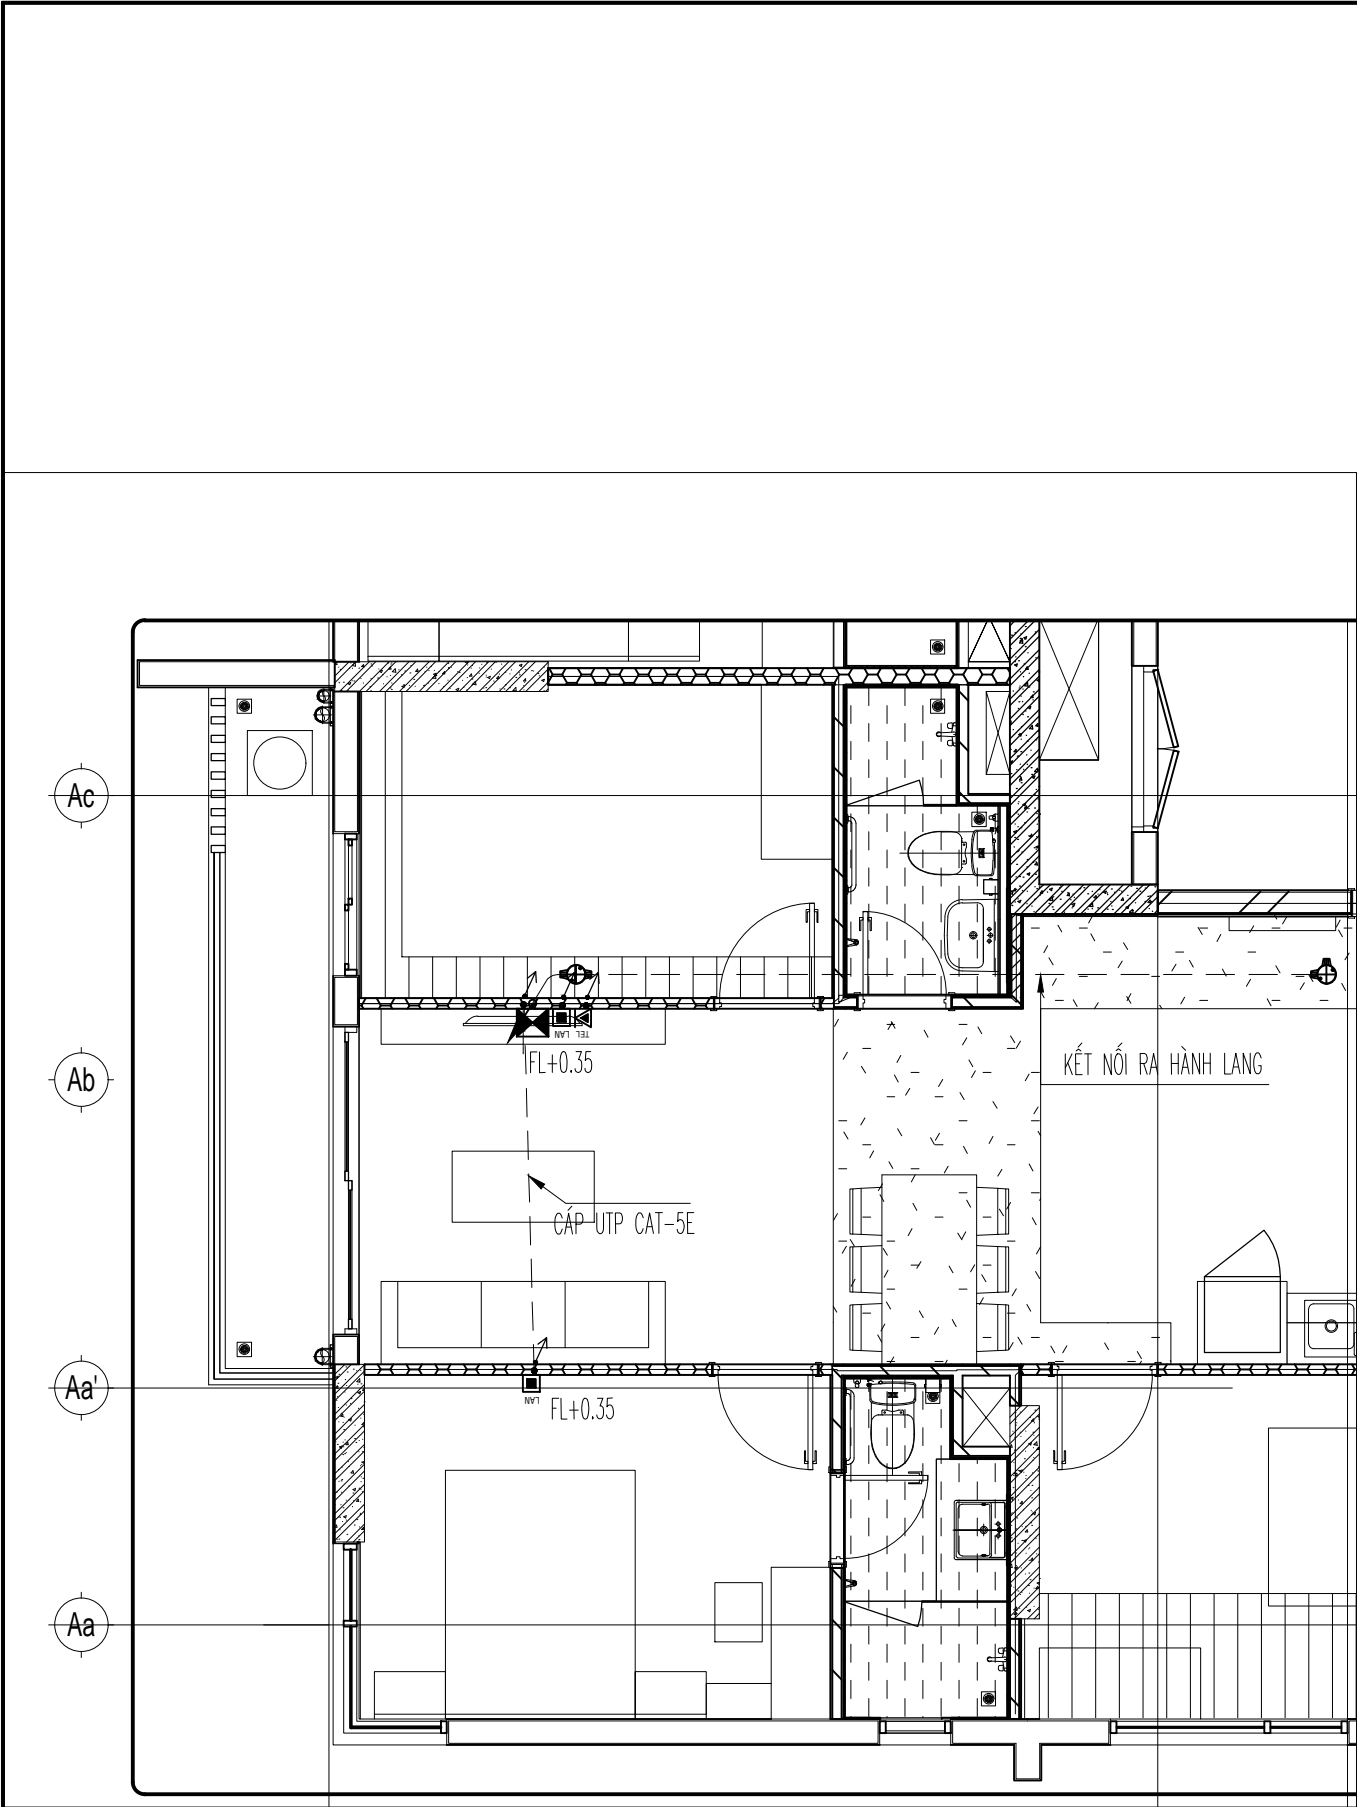 Ac
LAN
TEL
FL+0.35
KẾT NỐI RA HÀNH LANG
Ab
CÁP UTP CAT-5E
Aa'
LAN
FL+0.35
Aa